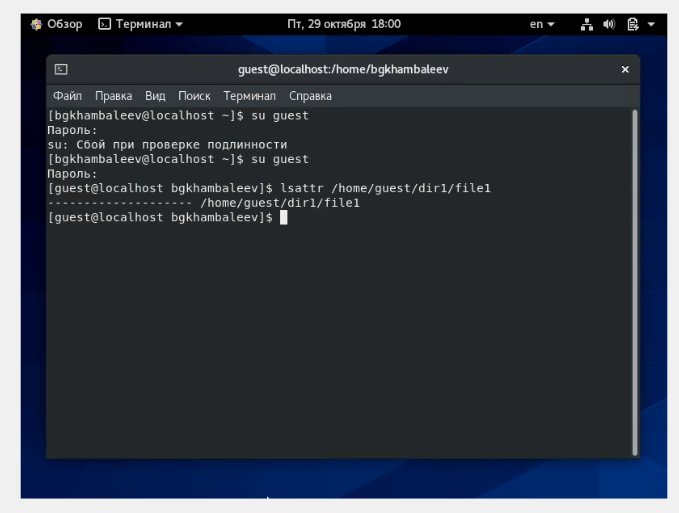 Обзор Терминал Пт, 29 октября 18:00 en
guest@localhost:/home/bgkhambaleev
Файл Правка Вид Поиск Терминал Справка
[bgkhambaleev@localhost ~]$ su guest
Пароль:
su: Сбой при проверке подлинности
[bgkhambaleev@localhost ~]$ su guest
Пароль:
[guest@localhost bgkhambaleev]$ lsattr /home/guest/dir1/file1
-------------------- /home/guest/dir1/file1
[guest@localhost bgkhambaleev]$